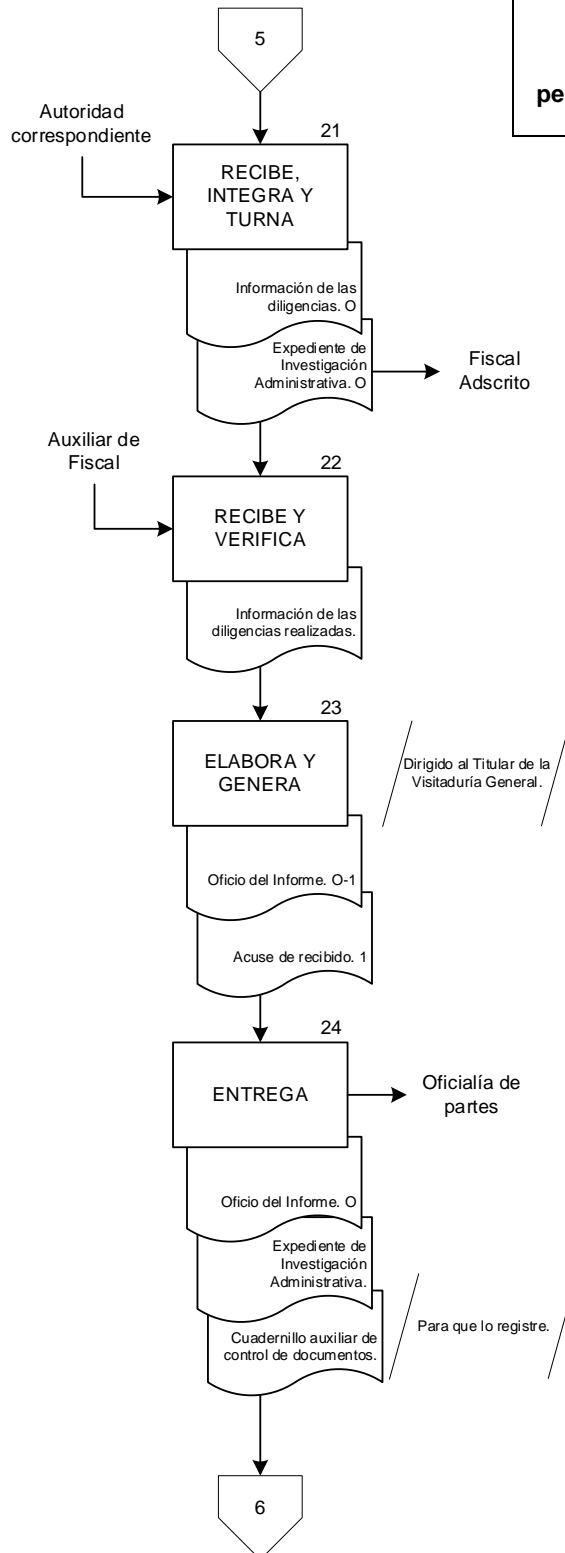 5
pe
Autoridad
correspondiente
21
RECIBE,
INTEGRA Y
TURNA
Información de las
diligencias. O
Expediente de
Investigación
Administrativa. O
Fiscal
Adscrito
Auxiliar de
Fiscal
22
RECIBE Y
VERIFICA
Información de las
diligencias realizadas.
23
ELABORA Y
GENERA
Dirigido al Titular de la
Visitaduría General.
Oficio del Informe. O-1
Acuse de recibido. 1
24
ENTREGA
Oficialía de
partes
Oficio del Informe. O
Expediente de
Investigación
Administrativa.
Cuadernillo auxiliar de
control de documentos.
Para que lo registre.
6